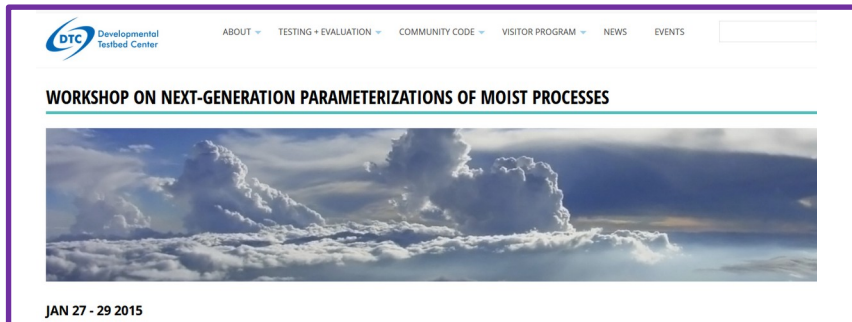 DTC Developmental Testbed Center
ABOUT TESTING + EVALUATION COMMUNITY CODE VISITOR PROGRAM NEWS EVENTS
WORKSHOP ON NEXT-GENERATION PARAMETERIZATIONS OF MOIST PROCESSES
JAN 27 - 29 2015